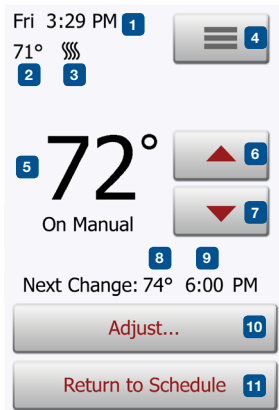 Fri 3:29 PM 1
4
71°
2 3
5 72° 6
On Manual 7
8 9
Next Change: 74° 6:00 PM
Adjust... 10
Return to Schedule 11